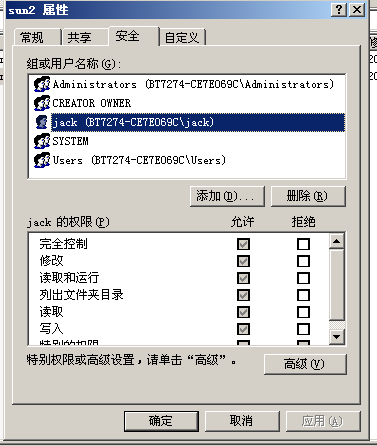 sun2 属性
常规 共享 安全 自定义
组或用户名称(G):
Administrators (BT7274-CE7E069C\Administrators)
CREATOR OWNER
jack (BT7274-CE7E069C\jack)
SYSTEM
Users (BT7274-CE7E069C\Users)
添加(D)... 删除(R)
jack 的权限(P) 允许 拒绝
完全控制
修改
读取和运行
列出文件夹目录
读取
写入
特别的权限
特别权限或高级设置，请单击“高级”。 高级(V)
确定 取消 应用(A)